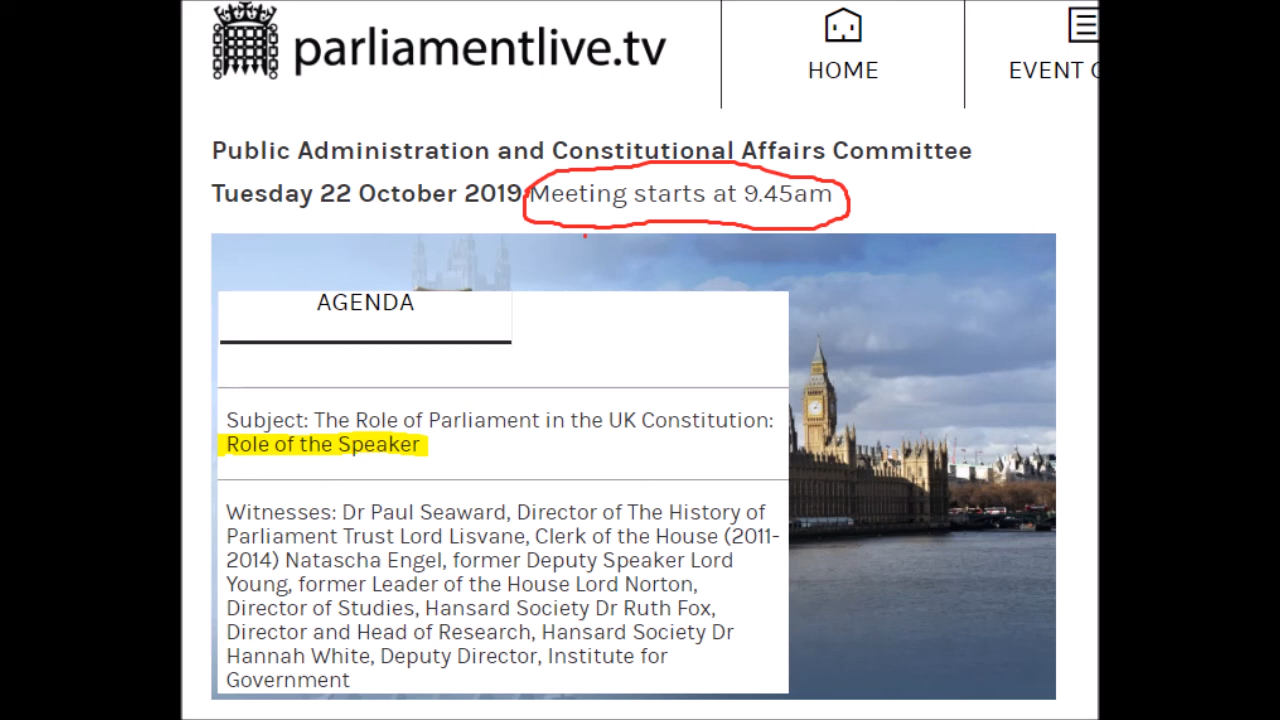 parliamentlive.tv
HOME
EVENT
Public Administration and Constitutional Affairs Committee
Tuesday 22 October 2019 Meeting starts at 9.45am
AGENDA
Subject: The Role of Parliament in the UK Constitution:
Role of the Speaker
Witnesses: Dr Paul Seaward, Director of The History of
Parliament Trust Lord Lisvane, Clerk of the House (2011-
2014) Natascha Engel, former Deputy Speaker Lord
Young, former Leader of the House Lord Norton,
Director of Studies, Hansard Society Dr Ruth Fox,
Director and Head of Research, Hansard Society Dr
Hannah White, Deputy Director, Institute for
Government